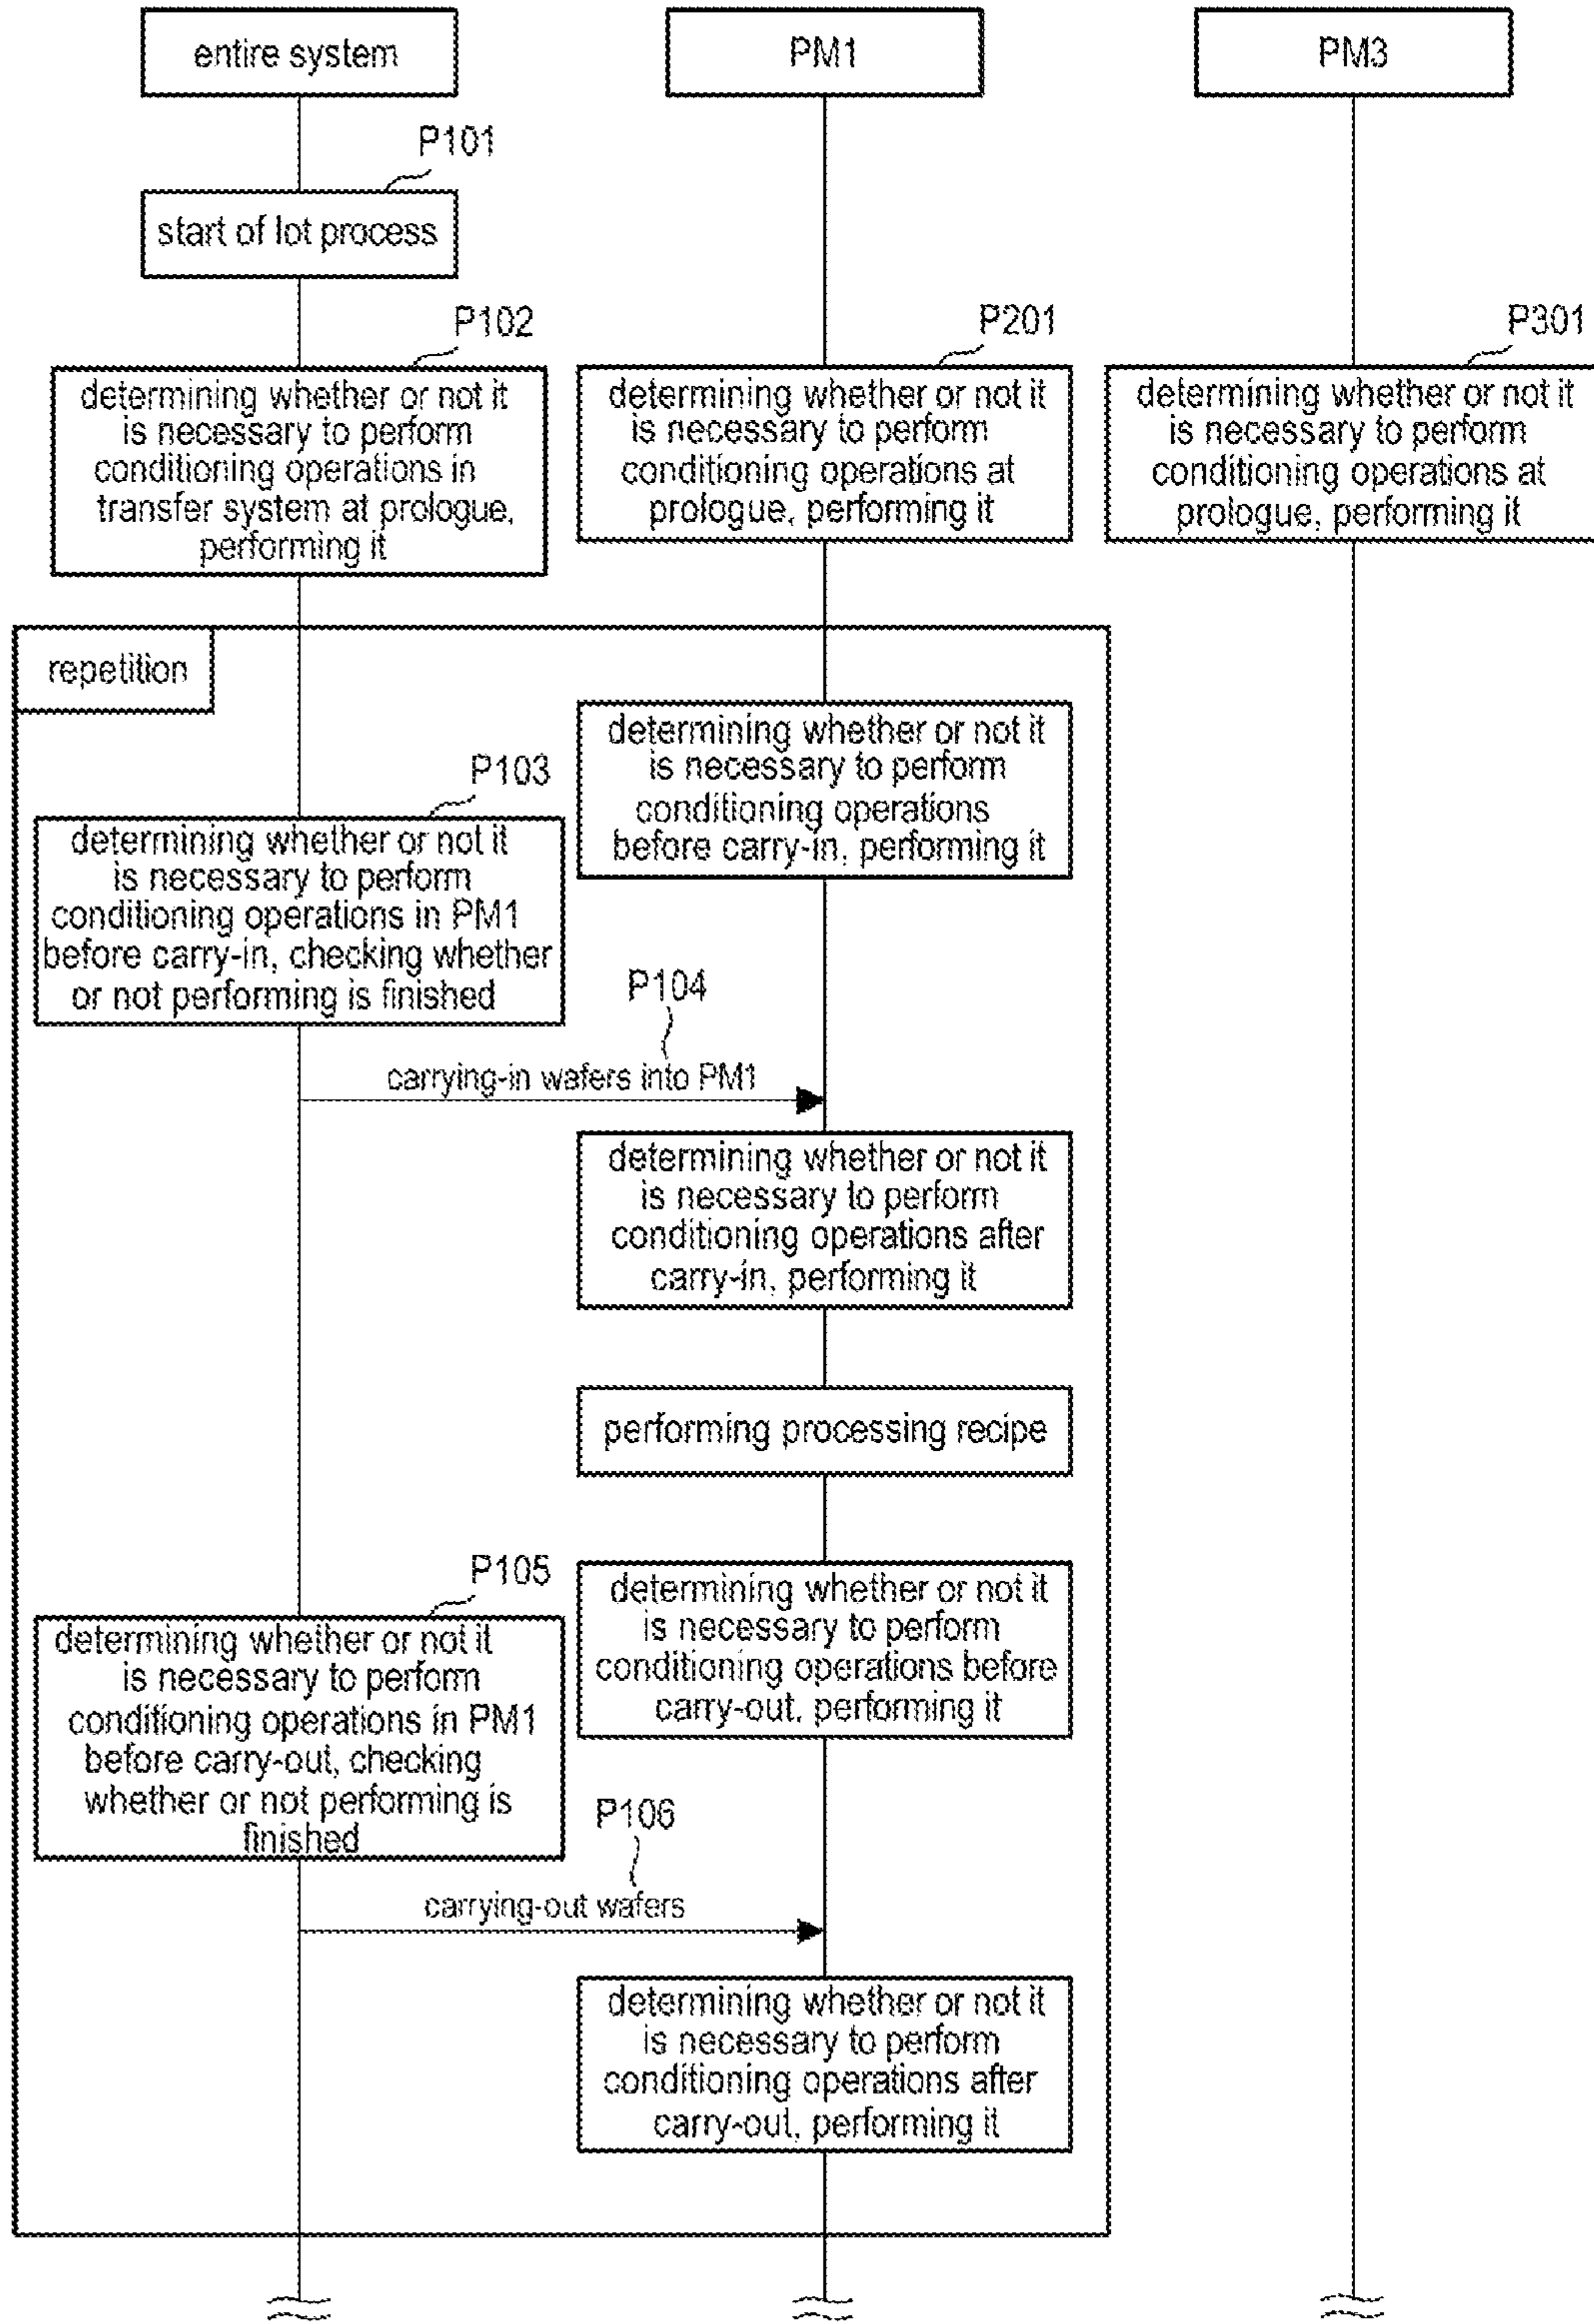 entire system
PM1
PM3
P101
start of lot process
P102
determining whether or not it
is necessary to perform
conditioning operations in
transfer system at prologue,
performing it
P201
determining whether or not it
is necessary to perform
conditioning operations at
prologue, performing it
P301
determining whether or not it
is necessary to perform
conditioning operations at
prologue, performing it
repetition
determining whether or not it
is necessary to perform
conditioning operations
before carry-in, performing it
P103
determining whether or not it
is necessary to perform
conditioning operations in PM1
before carry-in, checking whether
or not performing is finished
P104
carrying-in wafers into PM1
determining whether or not it
is necessary to perform
conditioning operations after
carry-in, performing it
performing processing recipe
determining whether or not it
is necessary to perform
conditioning operations before
carry-out, performing it
P105
determining whether or not it
is necessary to perform
conditioning operations in PM1
before carry-out, checking
whether or not performing is
finished
P106
carrying-out wafers
determining whether or not it
is necessary to perform
conditioning operations after
carry-out, performing it